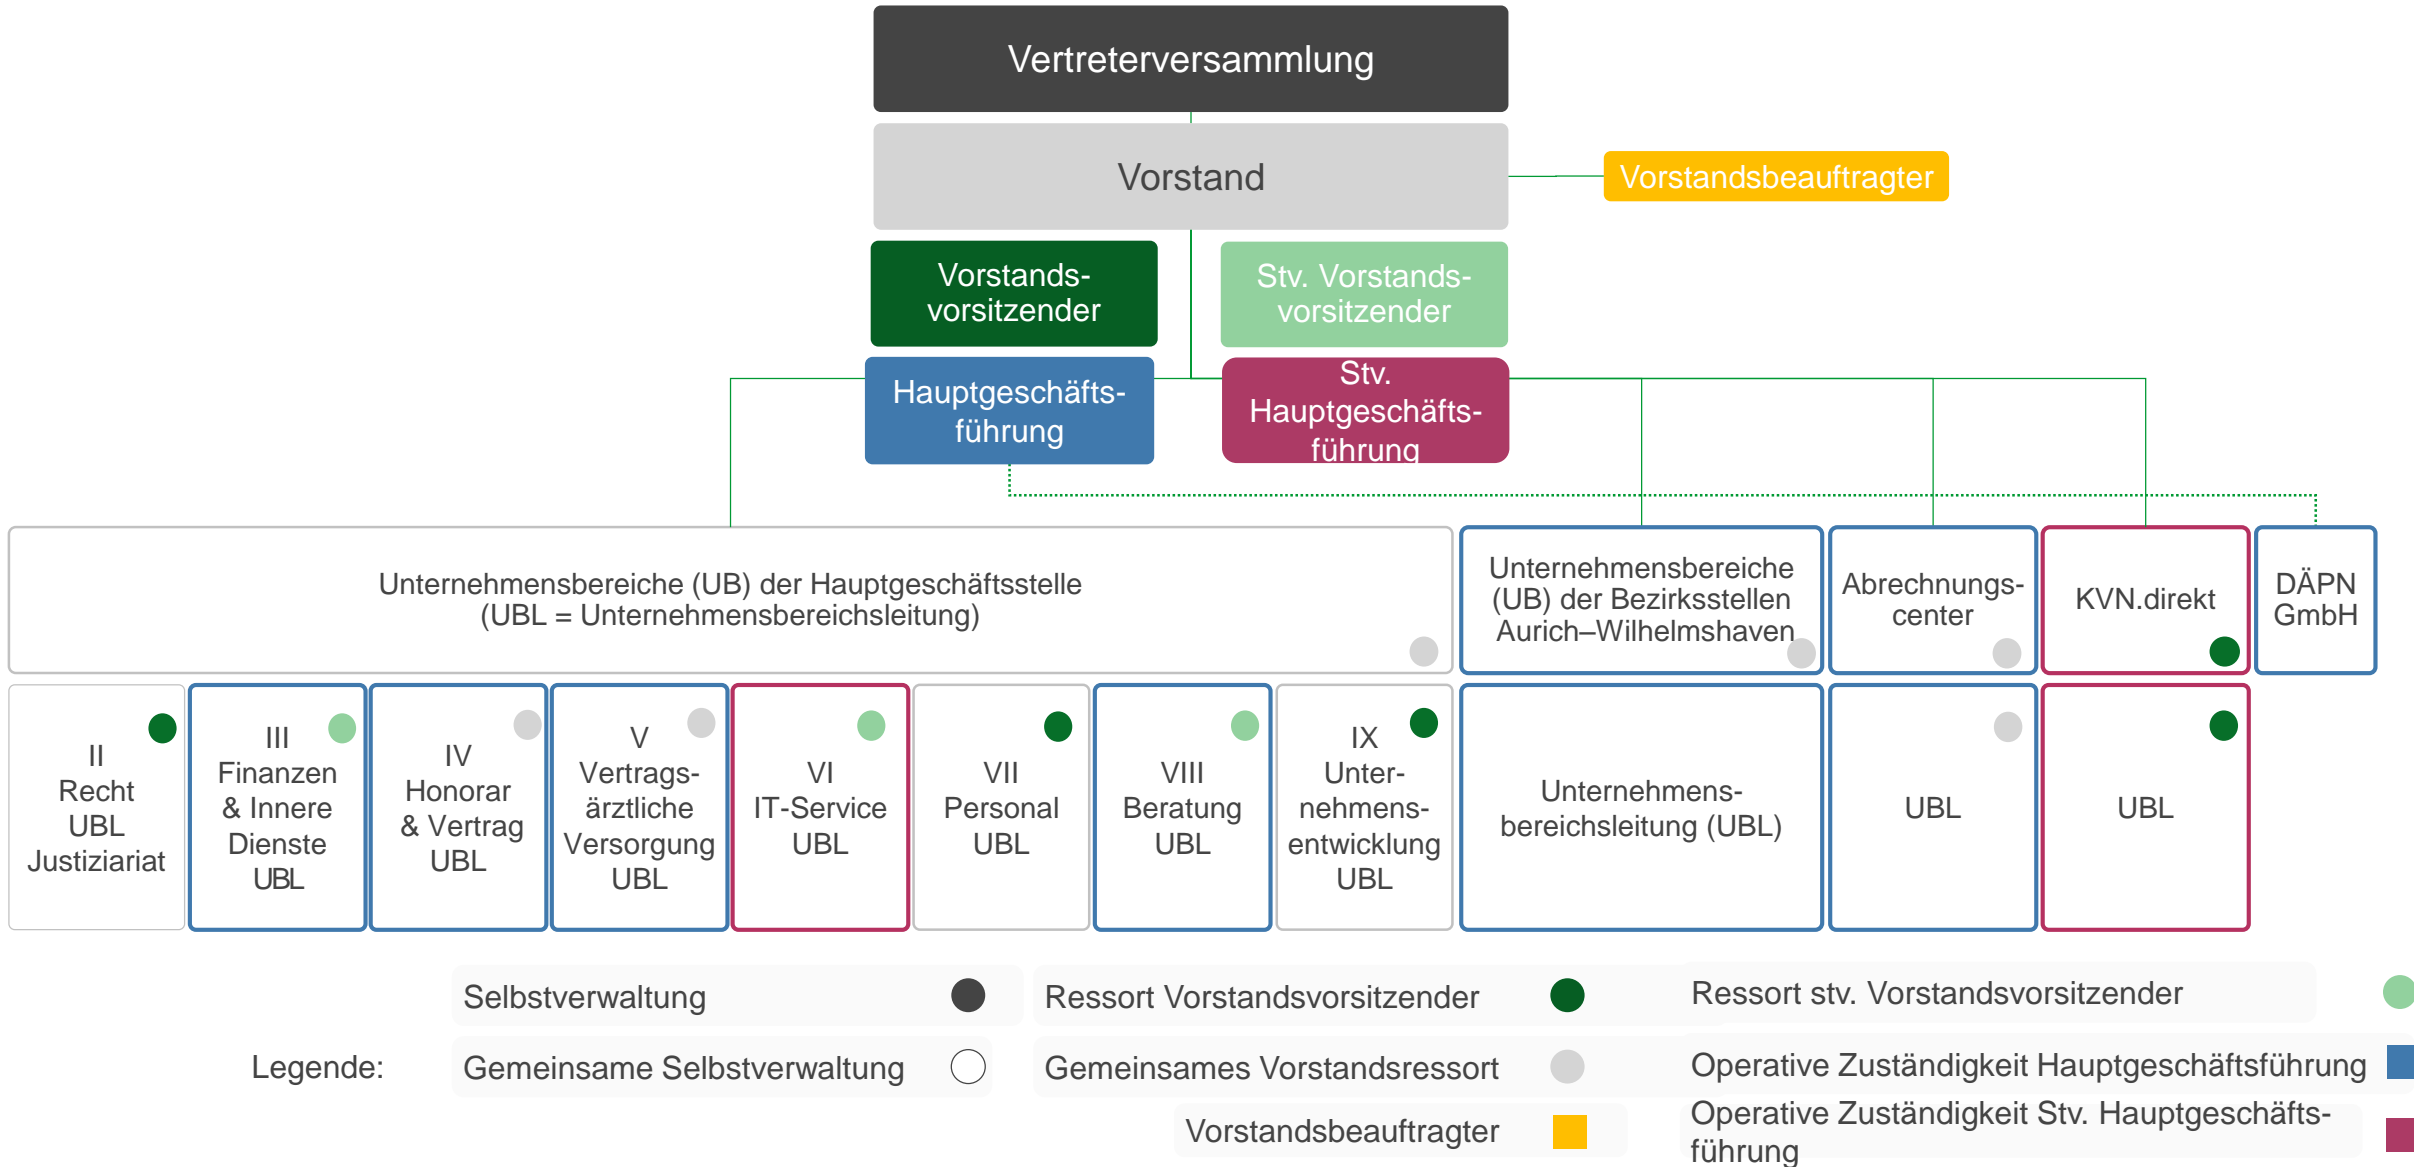 Vertreterversammlung
Vorstand
Vorstandsbeauftragter
Vorstands-
vorsitzender
Stv. Vorstands-
vorsitzender
Hauptgeschäfts-
führung
Stv.
Hauptgeschäfts-
führung
Unternehmensbereiche (UB) der Hauptgeschäftsstelle
(UBL = Unternehmensbereichsleitung)
Unternehmensbereiche
(UB) der Bezirksstellen
Aurich–Wilhelmshaven
Abrechnungs-
center
KVN.direkt
DÄPN
GmbH
II
Recht
UBL
Justiziariat
III
Finanzen
& Innere
Dienste
UBL
IV
Honorar
& Vertrag
UBL
V
Vertrags-
ärztliche
Versorgung
UBL
VI
IT-Service
UBL
VII
Personal
UBL
VIII
Beratung
UBL
IX
Unter-
nehmens-
entwicklung
UBL
Unternehmens-
bereichsleitung (UBL)
UBL
UBL
Legende:
Selbstverwaltung
Gemeinsame Selbstverwaltung
Ressort Vorstandsvorsitzender
Gemeinsames Vorstandsressort
Vorstandsbeauftragter
Ressort stv. Vorstandsvorsitzender
Operative Zuständigkeit Hauptgeschäftsführung
Operative Zuständigkeit Stv. Hauptgeschäfts-
führung